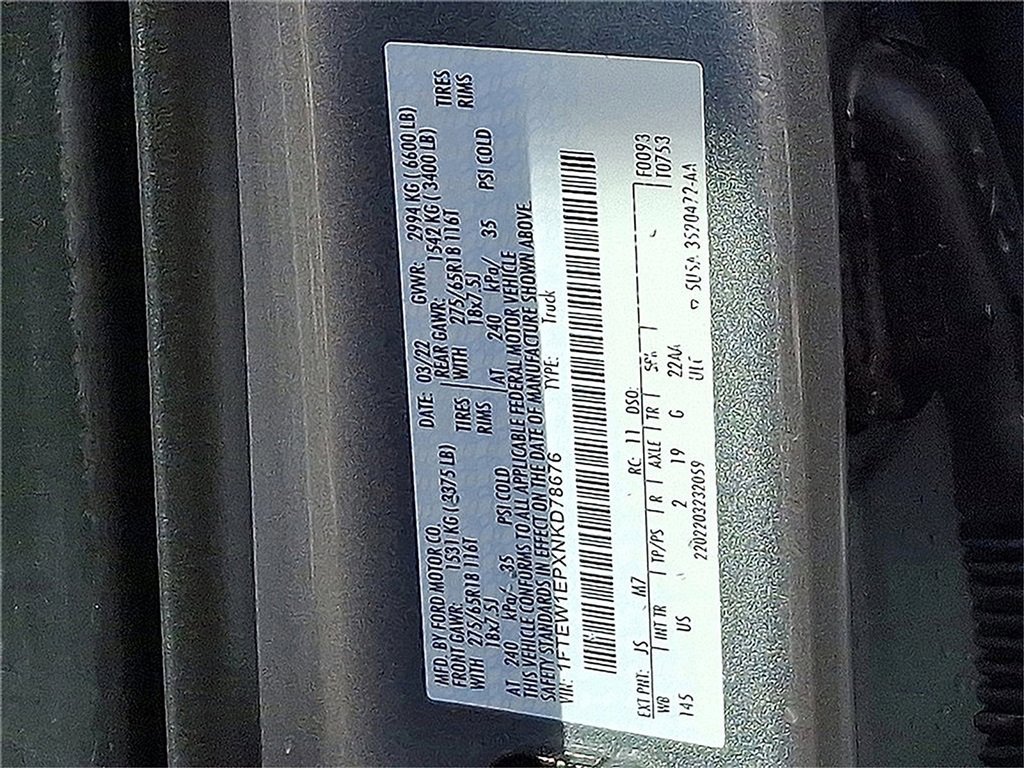 MFD. BY FORD MOTOR CO. DATE: 03/22 GVWR: 2994 KG (6600 LB)
FRONT GAWR: 1531 KG (3375 LB) REAR GAWR: 1542 KG (3400 LB)
WITH 275/65R18 116T TIRES WITH 275/65R18 116T TIRES
18x7.5J RIMS 18x7.5J RIMS
AT 240 kPa/ 35 PSI COLD AT 240 kPa/ 35 PSI COLD
THIS VEHICLE CONFORMS TO ALL APPLICABLE FEDERAL MOTOR VEHICLE
SAFETY STANDARDS IN EFFECT ON THE DATE OF MANUFACTURE SHOWN ABOVE.
VIN: 1FTEW1EPXNKD78676 TYPE: Truck
EXT PNT: JS M7 RC: 11 DSO: F0093
WB INT TR TP/PS R AXLE TR SPR T0753
145 US 2 19 G 22AA
2202203232059 UTC 5U5A-3520472-AA